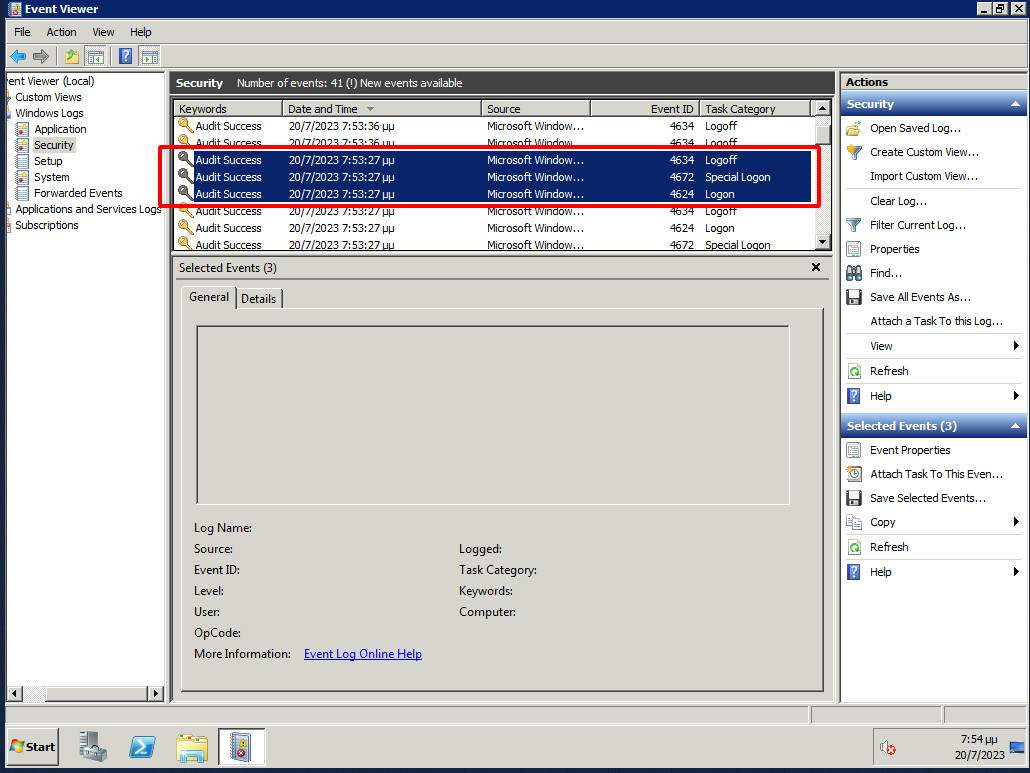 Event Viewer
File Action View Help
vent Viewer (Local)
Custom Views
Windows Logs
Application
Security
Setup
System
Forwarded Events
Applications and Services Logs
Subscriptions
Security Number of events: 41 (!) New events available
Keywords Date and Time Source Event ID Task Category
Audit Success 20/7/2023 7:53:36 μμ Microsoft Window... 4634 Logoff
Audit Success 20/7/2023 7:53:36 μμ Microsoft Window... 4634 Logoff
Audit Success 20/7/2023 7:53:27 μμ Microsoft Window... 4634 Logoff
Audit Success 20/7/2023 7:53:27 μμ Microsoft Window... 4672 Special Logon
Audit Success 20/7/2023 7:53:27 μμ Microsoft Window... 4624 Logon
Audit Success 20/7/2023 7:53:27 μμ Microsoft Window... 4634 Logoff
Audit Success 20/7/2023 7:53:27 μμ Microsoft Window... 4624 Logon
Audit Success 20/7/2023 7:53:27 μμ Microsoft Window... 4672 Special Logon
Selected Events (3)
General Details
Log Name:
Source: Logged:
Event ID: Task Category:
Level: Keywords:
User: Computer:
OpCode:
More Information: Event Log Online Help
Actions
Security
Open Saved Log...
Create Custom View...
Import Custom View...
Clear Log...
Filter Current Log...
Properties
Find...
Save All Events As...
Attach a Task To this Log...
View
Refresh
Help
Selected Events (3)
Event Properties
Attach Task To This Even...
Save Selected Events...
Copy
Refresh
Help
Start
7:54 μμ
20/7/2023